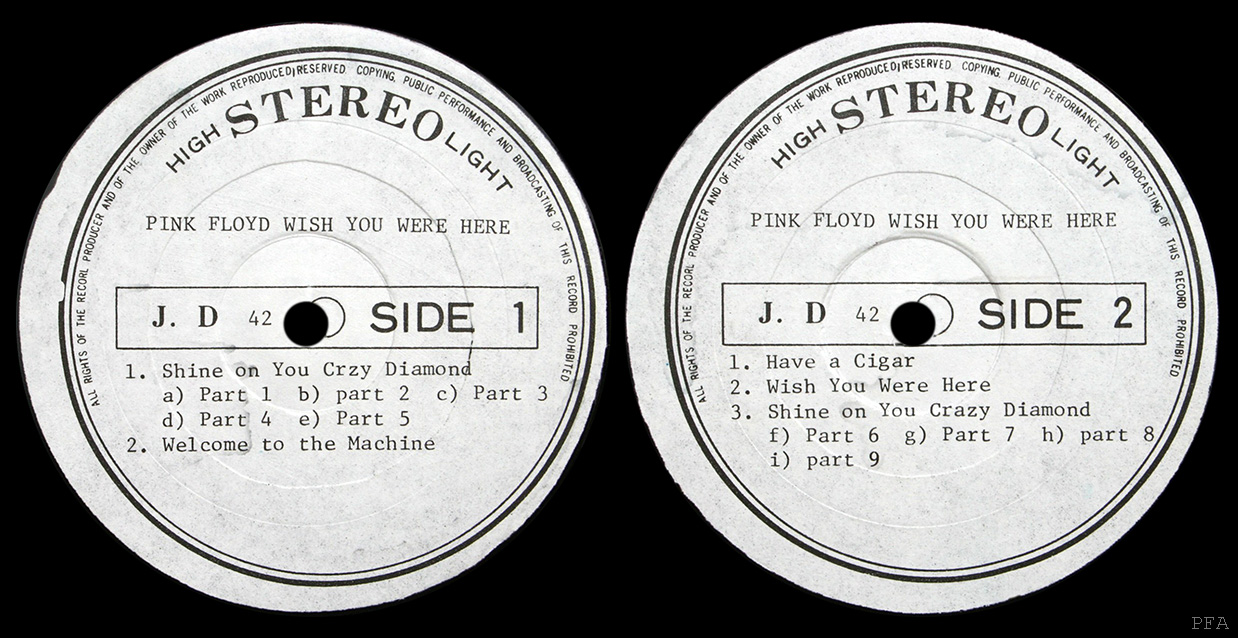 ALL RIGHTS OF THE RECORL PRODUCER AND OF THE OWNER OF THE WORK REPRODUCED¡RESERVED. COPYING. PUBLIC PERFORMANCE AND BROADCASTING OF THIS RECORD PROHIBITED
HIGH STEREO LIGHT
PINK FLOYD WISH YOU WERE HERE
J. D 42 SIDE 1
1. Shine on You Crzy Diamond
a) Part 1 b) part 2 c) Part 3
d) Part 4 e) Part 5
2. Welcome to the Machine
ALL RIGHTS OF THE RECORL PRODUCER AND OF THE OWNER OF THE WORK REPRODUCED¡RESERVED. COPYING. PUBLIC PERFORMANCE AND BROADCASTING OF THIS RECORD PROHIBITED
HIGH STEREO LIGHT
PINK FLOYD WISH YOU WERE HERE
J. D 42 SIDE 2
1. Have a Cigar
2. Wish You Were Here
3. Shine on You Crazy Diamond
f) Part 6 g) Part 7 h) part 8
i) part 9
PFA